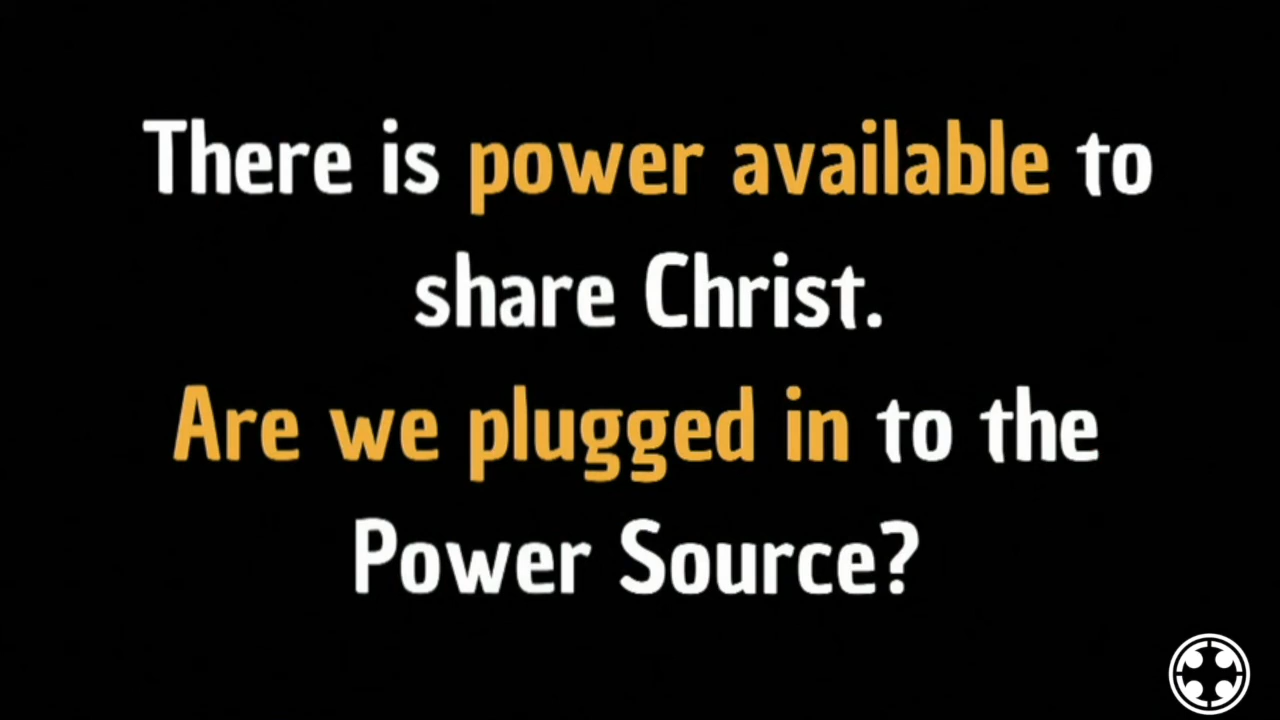 There is power available to
share Christ.
Are we plugged in to the
Power Source?